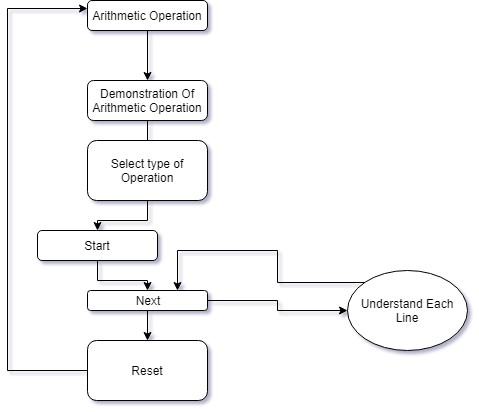 Arithmetic Operation
Demonstration Of
Arithmetic Operation
Select type of
Operation
Start
Next
Understand Each
Line
Reset